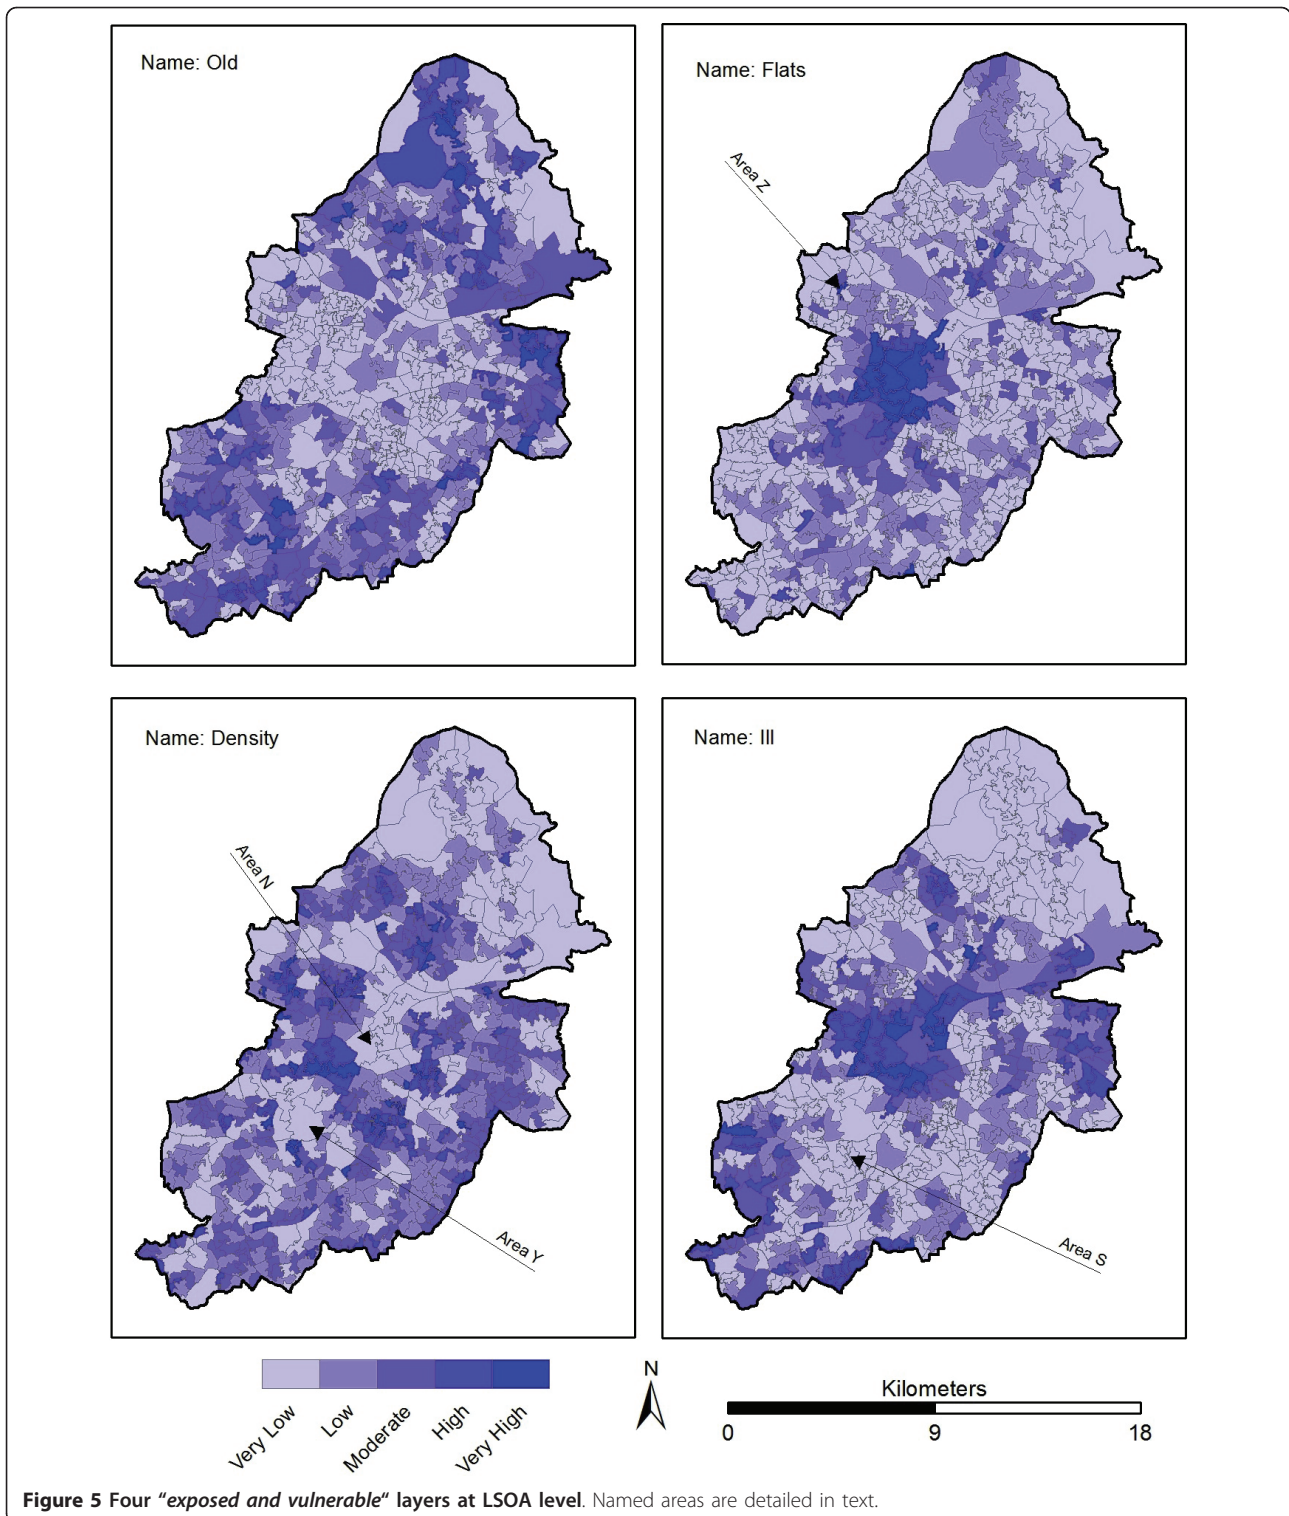 Name: Old
Name: Flats
Area Z
Name: Density
Name: Ill
Area N
Area Y
Area S
Very Low
Low
Moderate
High
Very High
N
Kilometers
0 9 18
Figure 5 Four “exposed and vulnerable“ layers at LSOA level. Named areas are detailed in text.